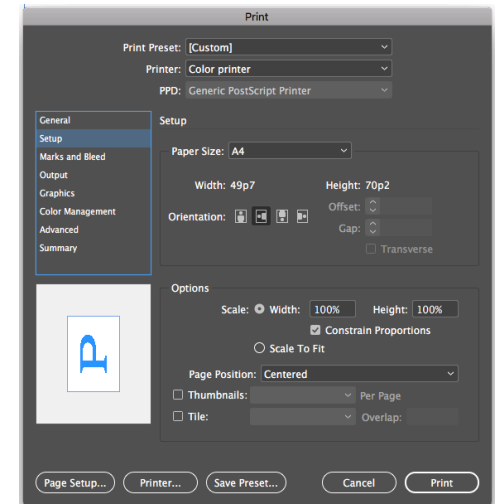 Print
Print Preset: [Custom]
Printer: Color printer
PPD: Generic PostScript Printer
General
Setup
Marks and Bleed
Output
Graphics
Color Management
Advanced
Summary
Setup
Paper Size: A4
Width: 49p7 Height: 70p2
Orientation: Offset:
Gap:
Transverse
P
Options
Scale: Width: 100% Height: 100%
Constrain Proportions
Scale To Fit
Page Position: Centered
Thumbnails: Per Page
Tile: Overlap:
Page Setup... Printer... Save Preset... Cancel Print